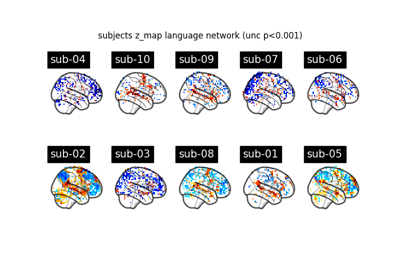 subjects z_map language network (unc p<0.001)
sub-04
sub-10
sub-09
sub-07
sub-06
sub-02
sub-03
sub-08
sub-01
sub-05